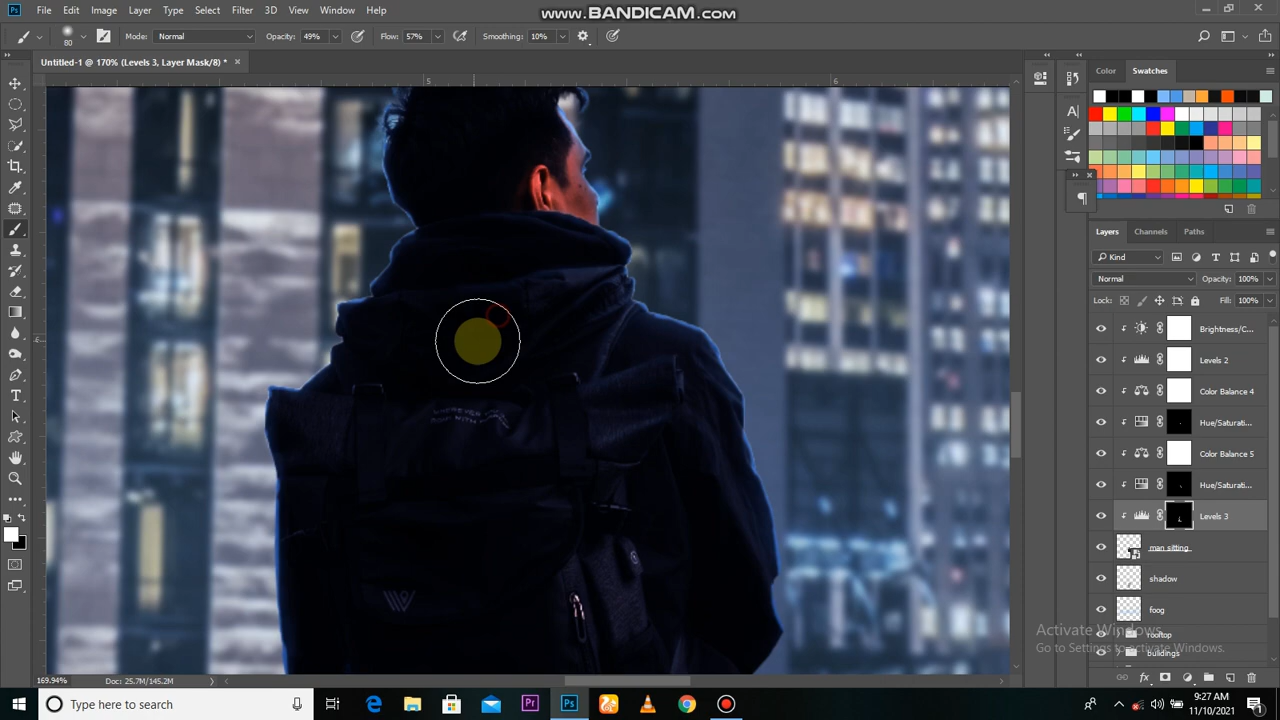 www.BANDICAM.com
Ps File Edit Image Layer Type Select Filter 3D View Window Help
80 Mode: Normal Opacity: 49% Flow: 57% Smoothing: 10%
Untitled-1 @ 170% (Levels 3, Layer Mask/8) * ×
5 6
Color Swatches
Layers Channels Paths
Kind
Normal Opacity: 100%
Lock: Fill: 100%
Brightness/C...
Levels 2
Color Balance 4
Hue/Saturati...
Color Balance 5
Hue/Saturati...
Levels 3
man sitting
shadow
foog
rooftop
buildings
Activate Windows
Go to Settings to activate Windows.
169.94% Doc: 25.7M/145.2M
Type here to search
9:27 AM
11/10/2021